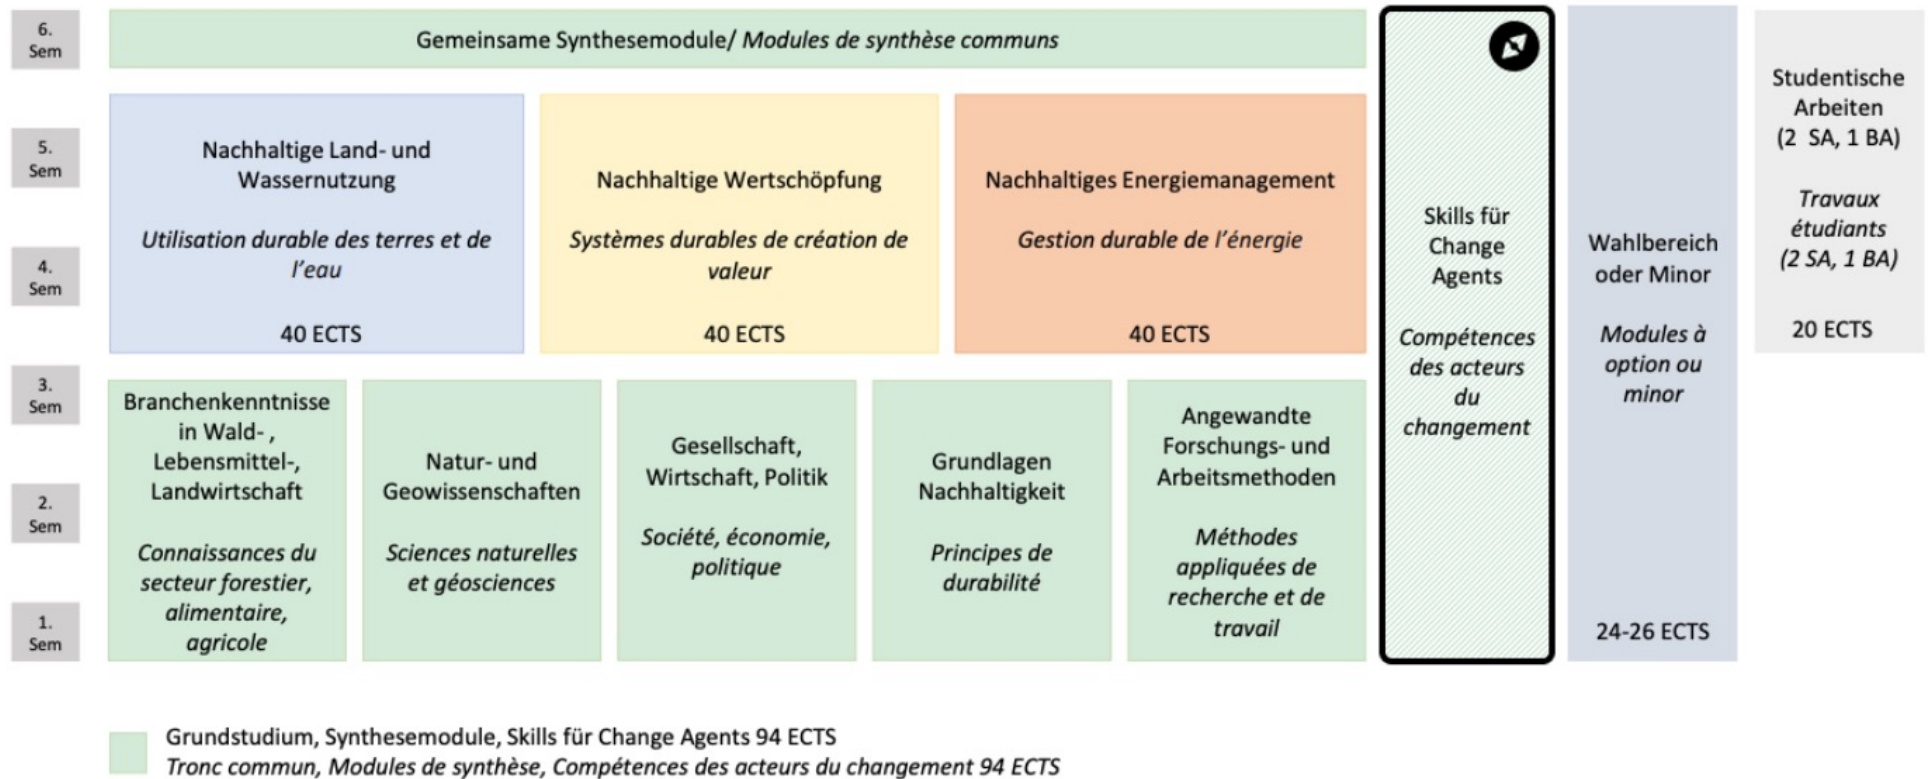 6.
Sem
Gemeinsame Synthesemodule/ Modules de synthèse communs
5.
Sem
4.
Sem
Nachhaltige Land- und
Wassernutzung
Utilisation durable des terres et de
l'eau
40 ECTS
Nachhaltige Wertschöpfung
Systèmes durables de création de
valeur
40 ECTS
Nachhaltiges Energiemanagement
Gestion durable de l'énergie
40 ECTS
3.
Sem
2.
Sem
1.
Sem
Branchenkenntnisse
in Wald- ,
Lebensmittel-,
Landwirtschaft
Connaissances du
secteur forestier,
alimentaire,
agricole
Natur- und
Geowissenschaften
Sciences naturelles
et géosciences
Gesellschaft,
Wirtschaft, Politik
Société, économie,
politique
Grundlagen
Nachhaltigkeit
Principes de
durabilité
Angewandte
Forschungs- und
Arbeitsmethoden
Méthodes
appliquées de
recherche et de
travail
Skills für
Change
Agents
Compétences
des acteurs
du
changement
Wahlbereich
oder Minor
Modules à
option ou
minor
24-26 ECTS
Studentische
Arbeiten
(2 SA, 1 BA)
Travaux
étudiants
(2 SA, 1 BA)
20 ECTS
Grundstudium, Synthesemodule, Skills für Change Agents 94 ECTS
Tronc commun, Modules de synthèse, Compétences des acteurs du changement 94 ECTS